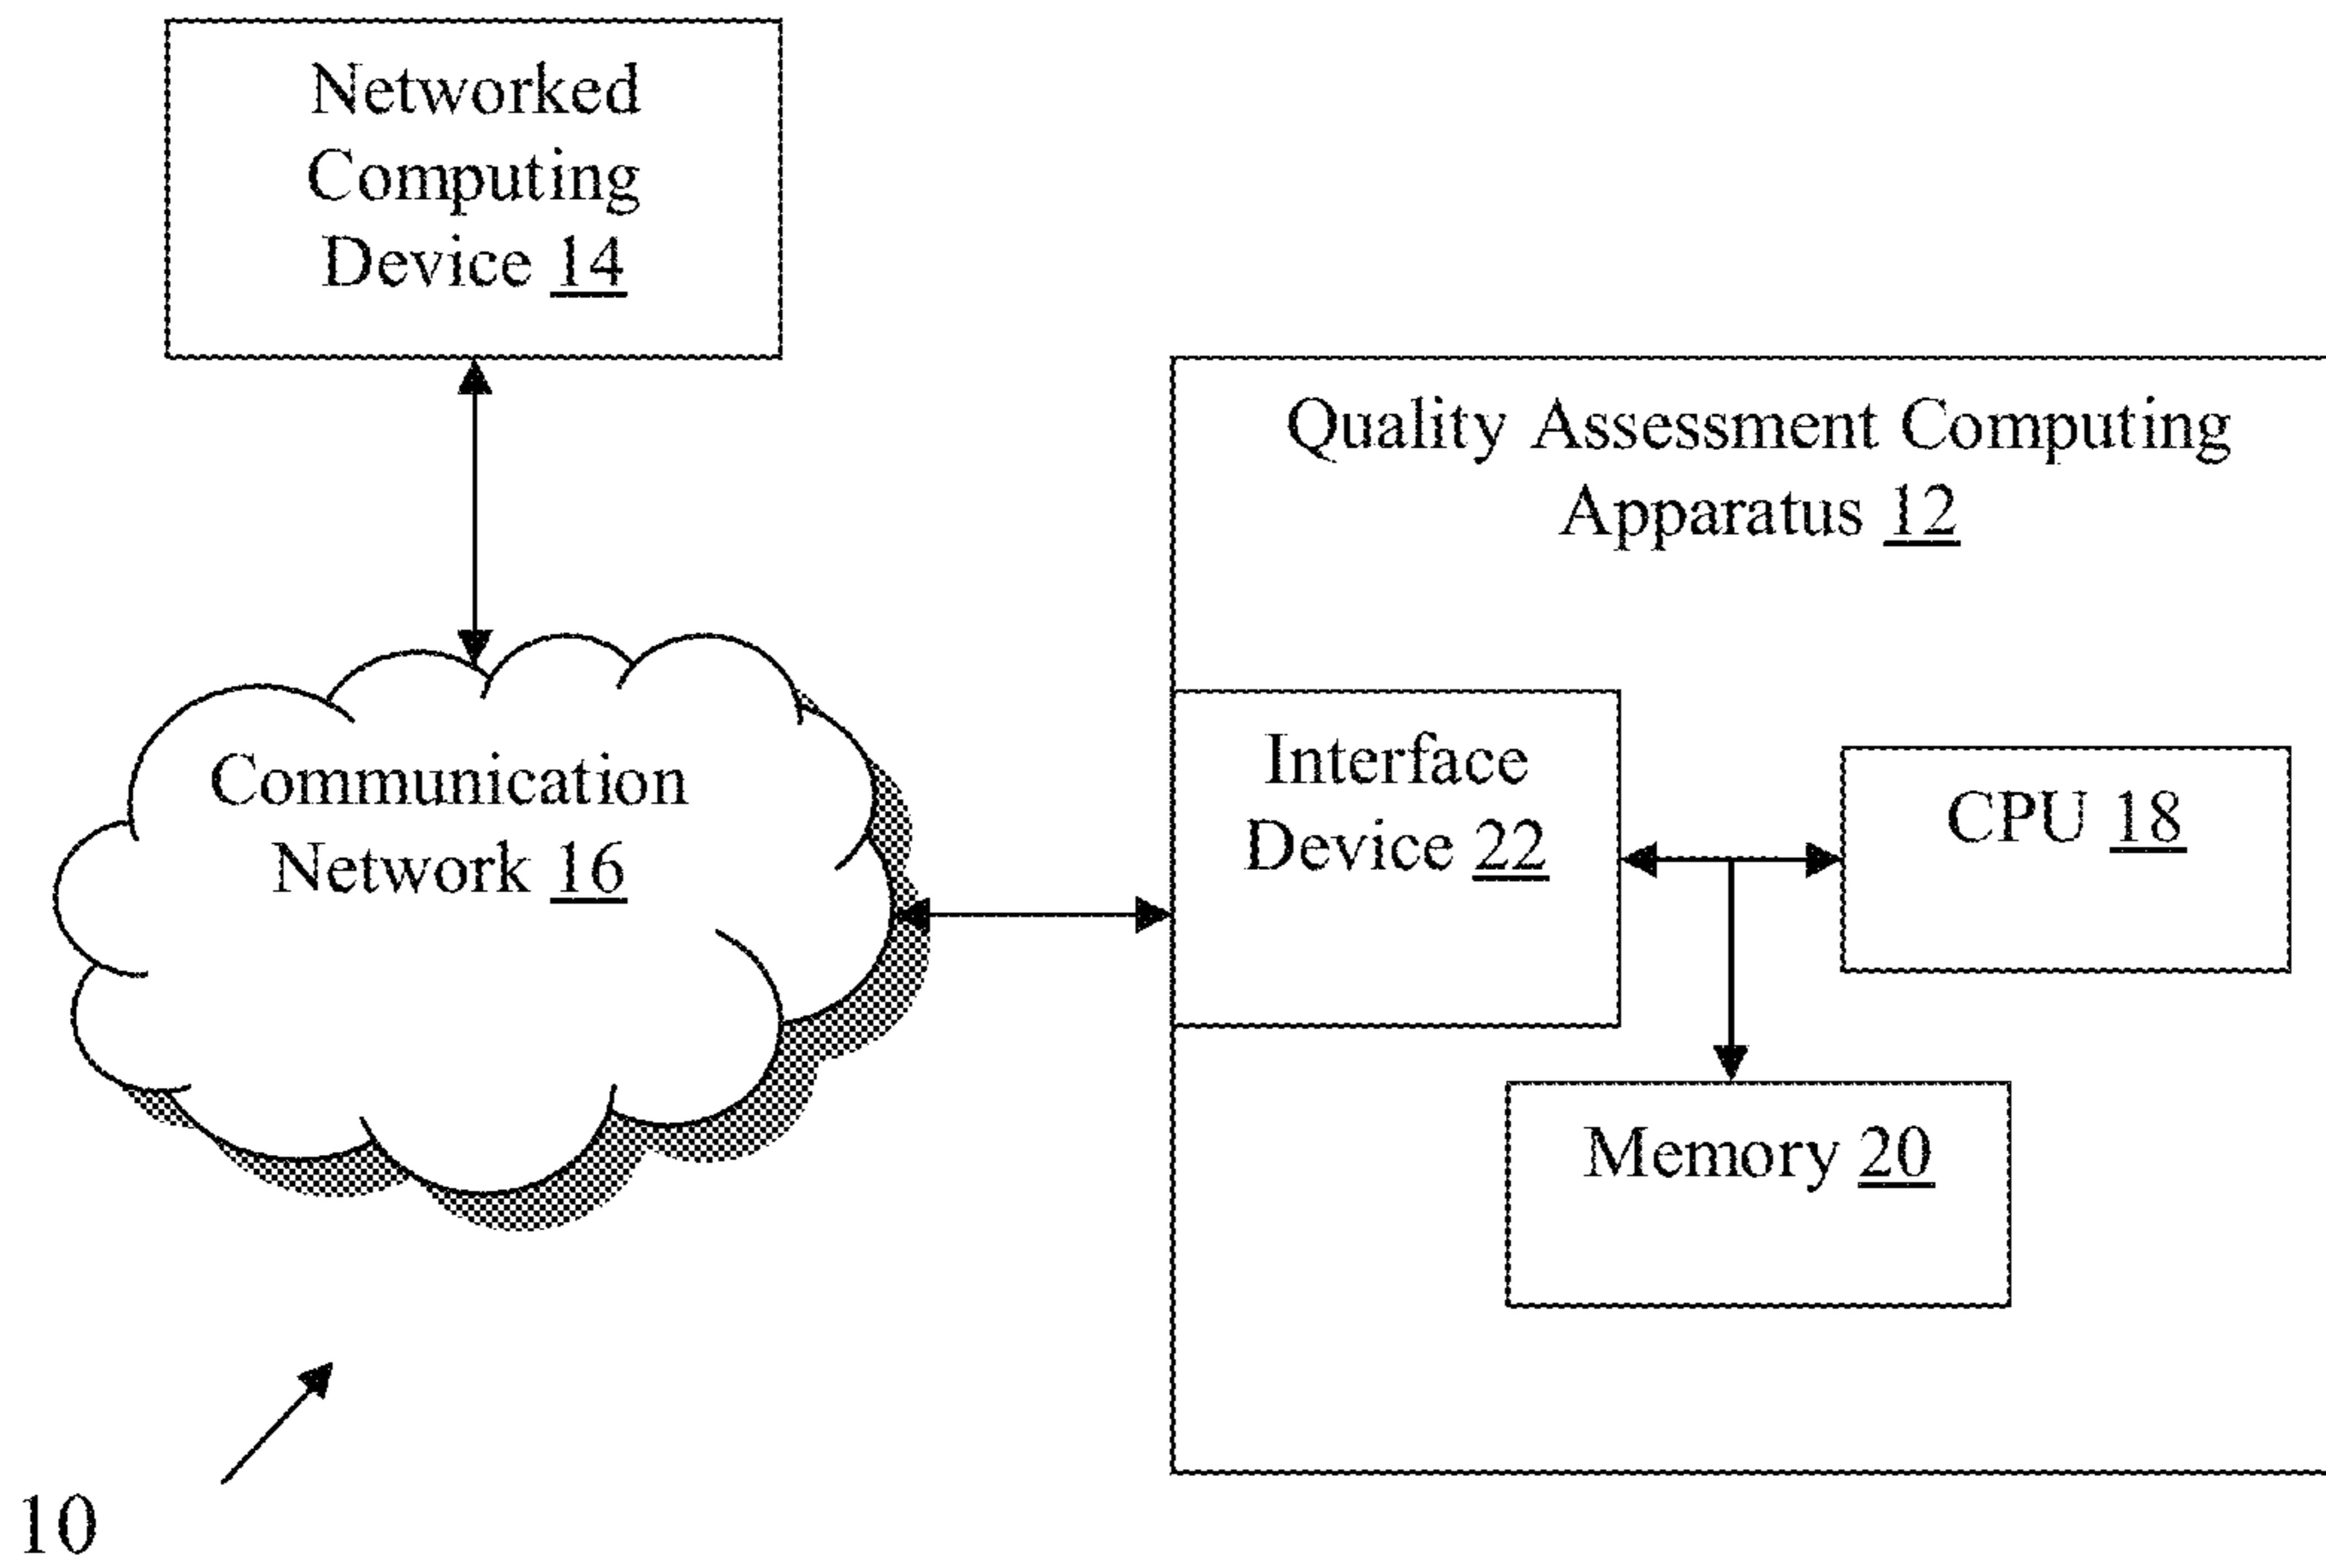 Networked
Computing
Device 14
Quality Assessment Computing
Apparatus 12
Communication
Network 16
Interface
Device 22
CPU 18
Memory 20
10